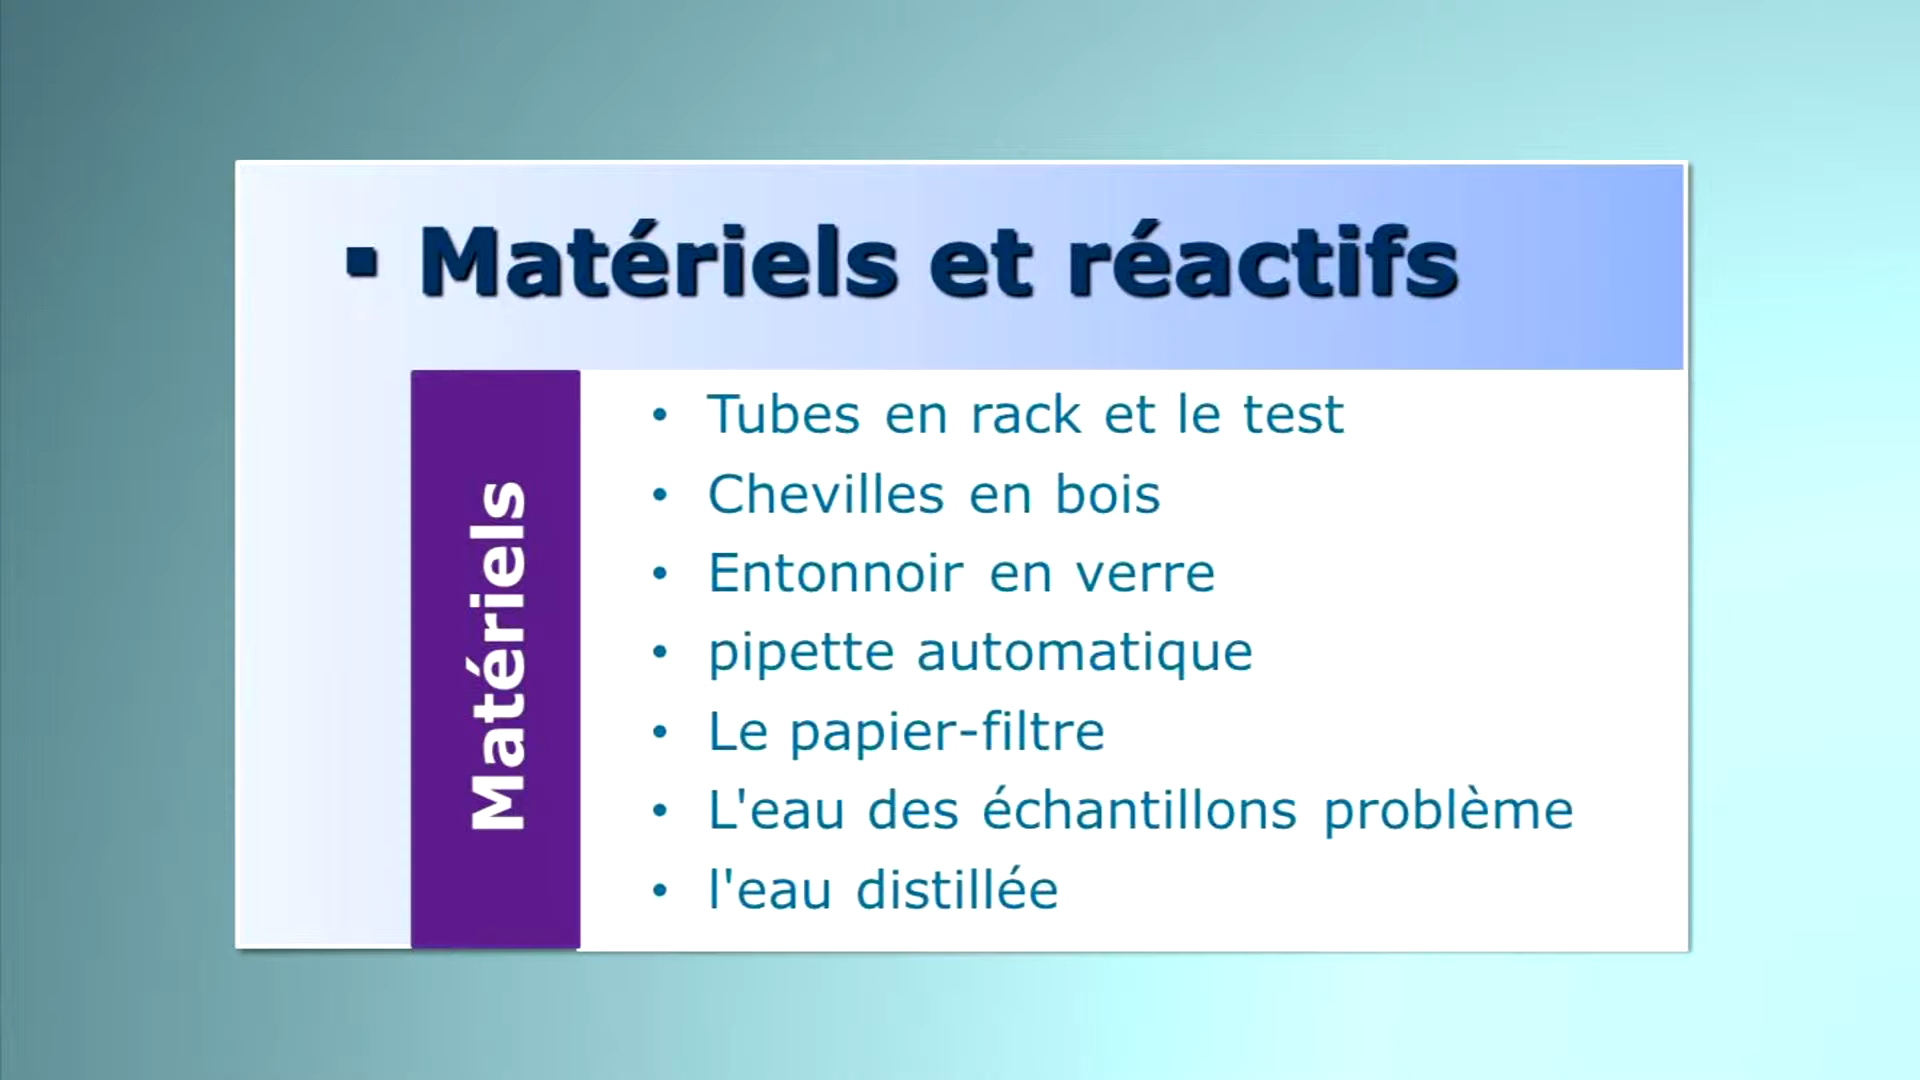 ▪ Matériels et réactifs
Matériels
• Tubes en rack et le test
• Chevilles en bois
• Entonnoir en verre
• pipette automatique
• Le papier-filtre
• L'eau des échantillons problème
• l'eau distillée